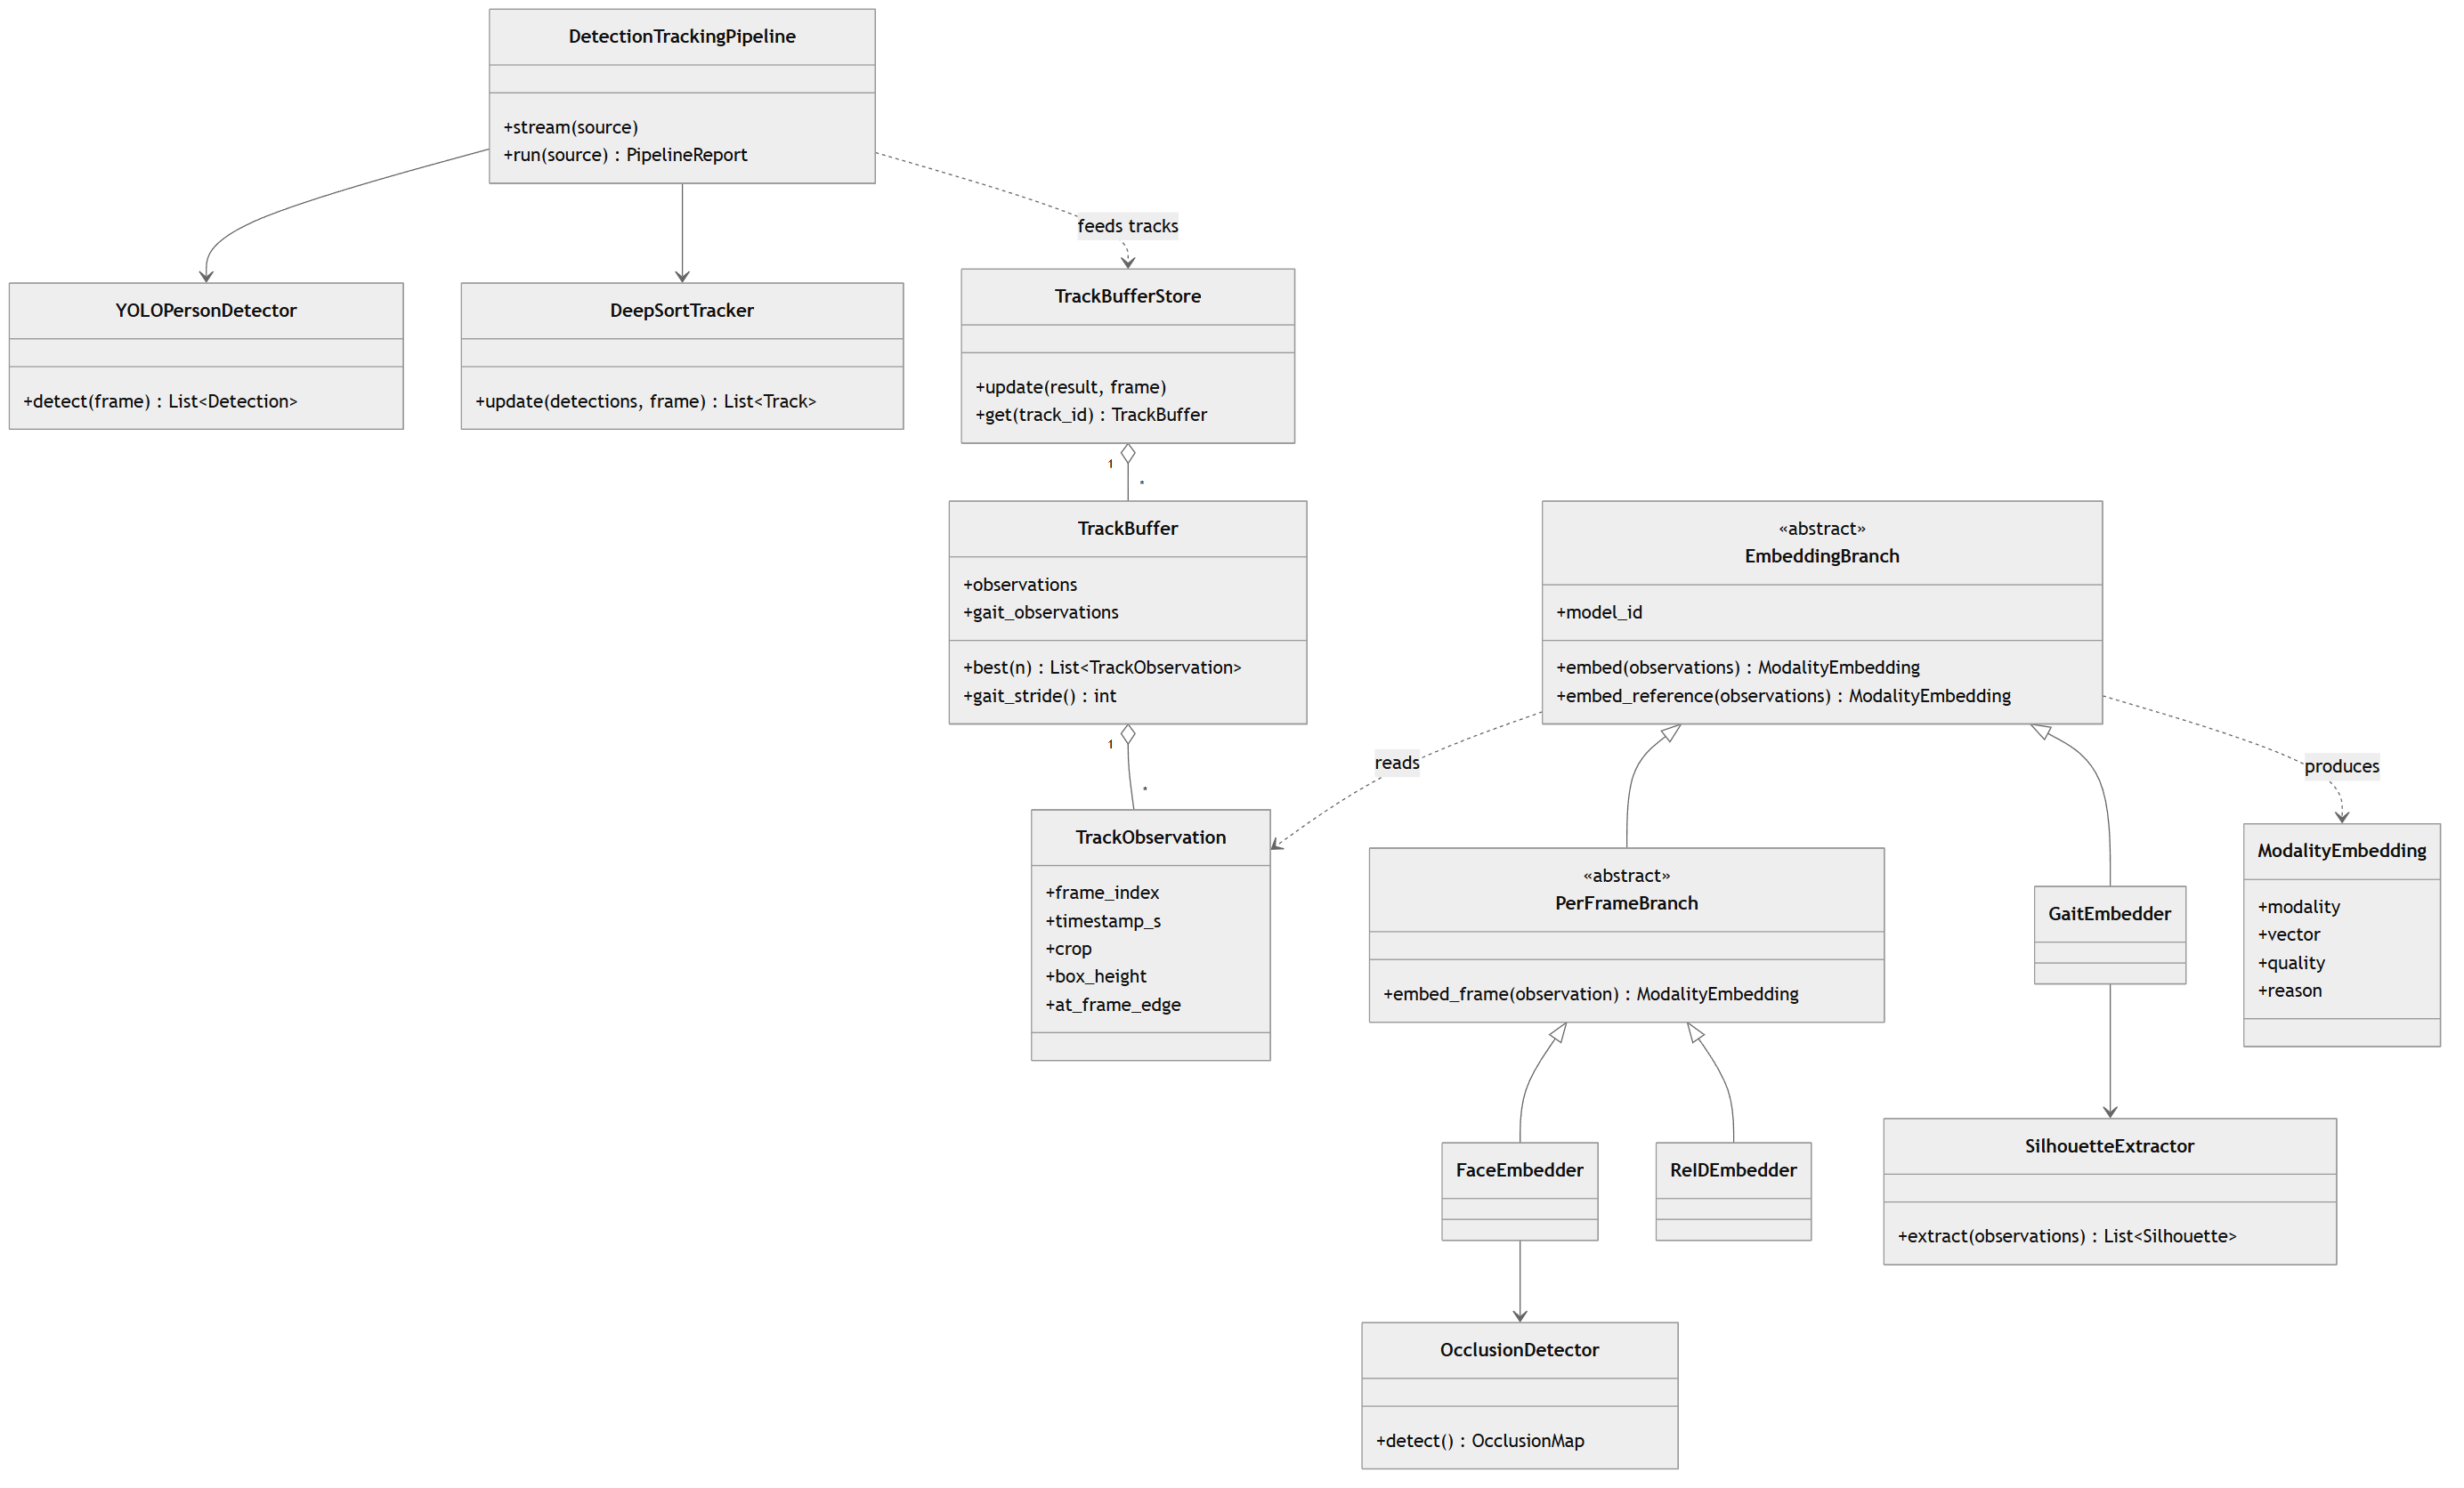 DetectionTrackingPipeline
+stream(source)
+run(source) : PipelineReport
feeds tracks
YOLOPersonDetector
+detect(frame) : List<Detection>
DeepSortTracker
+update(detections, frame) : List<Track>
TrackBufferStore
+update(result, frame)
+get(track_id) : TrackBuffer
1
*
TrackBuffer
+observations
+gait_observations
+best(n) : List<TrackObservation>
+gait_stride() : int
1
*
«abstract»
EmbeddingBranch
+model_id
+embed(observations) : ModalityEmbedding
+embed_reference(observations) : ModalityEmbedding
reads
produces
TrackObservation
+frame_index
+timestamp_s
+crop
+box_height
+at_frame_edge
«abstract»
PerFrameBranch
+embed_frame(observation) : ModalityEmbedding
GaitEmbedder
ModalityEmbedding
+modality
+vector
+quality
+reason
FaceEmbedder
ReIDEmbedder
SilhouetteExtractor
+extract(observations) : List<Silhouette>
OcclusionDetector
+detect() : OcclusionMap